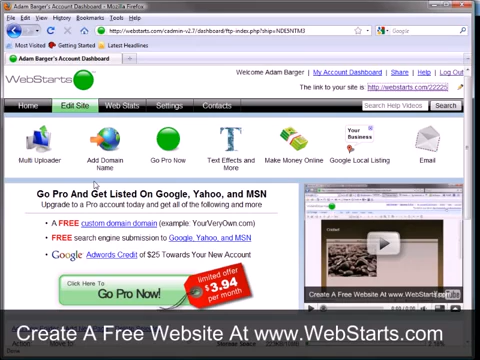 Adam Barger's Account Dashboard - Mozilla Firefox
File Edit View History Bookmarks Tools Help
http://webstarts.com/cadmin-v2.7/dashboard/ftp-index.php?ship=NDE5NTM3
Google
Most Visited Getting Started Latest Headlines
Adam Barger's Account Dashboard
WebStarts
Welcome Adam Barger | My Account Dashboard | Share | Help | Log Out
The link to your site is: http://webstarts.com/22225
Home Edit Site Web Stats Settings Contacts
Search Help Videos Search
Your Business
Multi Uploader
Add Domain Name
Go Pro Now
Text Effects and More
Make Money Online
Google Local Listing
Email
Go Pro And Get Listed On Google, Yahoo, and MSN
Upgrade to a Pro account today and get all of the following and more
• A FREE custom domain domain (example: YourVeryOwn.com)
• FREE search engine submission to Google, Yahoo, and MSN
• Google Adwords Credit of $25 Towards Your New Account
Click Here To
Go Pro Now!
limited offer
$3.94
per month
Create A Free Website At www.WebStarts.com
Create A Free Website At www.WebStarts.com